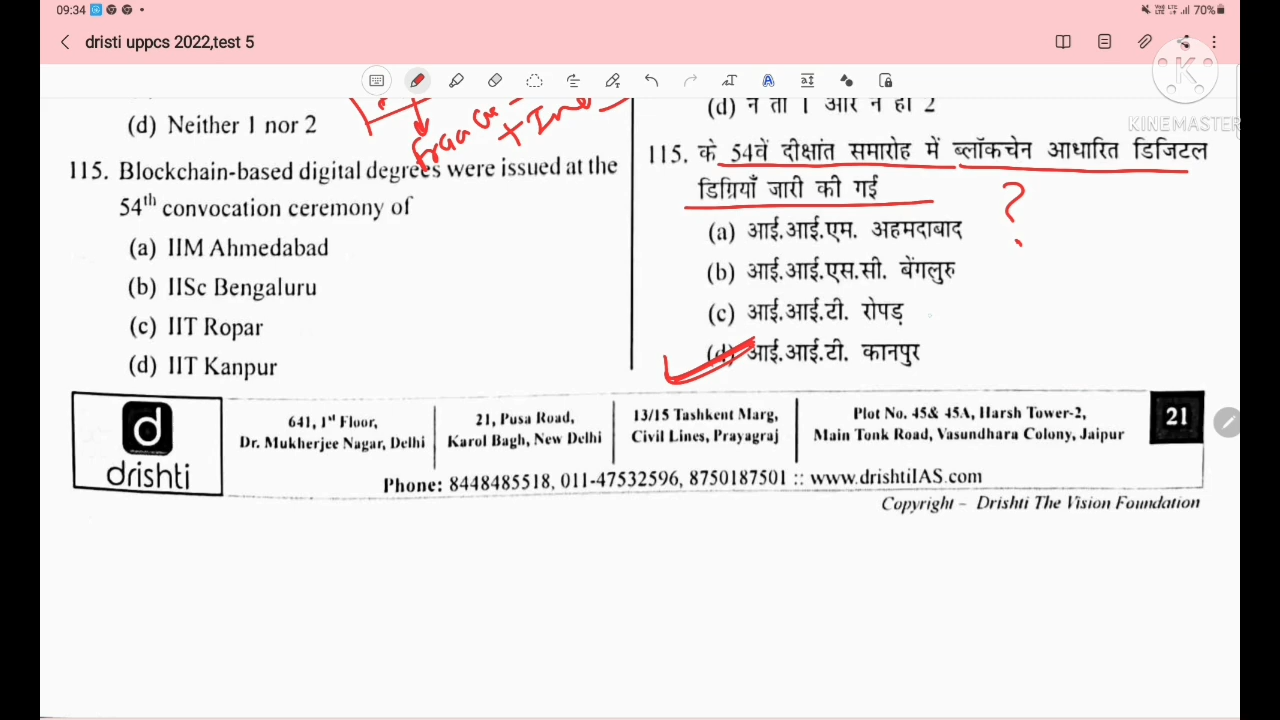 09:34
70%
dristi uppcs 2022,test 5
KINEMASTER
(d) Neither 1 nor 2
115. Blockchain-based digital degrees were issued at the
54th convocation ceremony of
(a) IIM Ahmedabad
(b) IISc Bengaluru
(c) IIT Ropar
(d) IIT Kanpur
(d) न तो 1 और न ही 2
115. के 54वें दीक्षांत समारोह में ब्लॉकचेन आधारित डिजिटल
डिग्रियाँ जारी की गईं
?
(a) आई.आई.एम. अहमदाबाद
(b) आई.आई.एस.सी. बेंगलुरु
(c) आई.आई.टी. रोपड़
(d) आई.आई.टी. कानपुर
d
drishti
641, 1st Floor,
Dr. Mukherjee Nagar, Delhi
21, Pusa Road,
Karol Bagh, New Delhi
13/15 Tashkent Marg,
Civil Lines, Prayagraj
Plot No. 45& 45A, Harsh Tower-2,
Main Tonk Road, Vasundhara Colony, Jaipur
21
Phone: 8448485518, 011-47532596, 8750187501 :: www.drishtiIAS.com
Copyright – Drishti The Vision Foundation